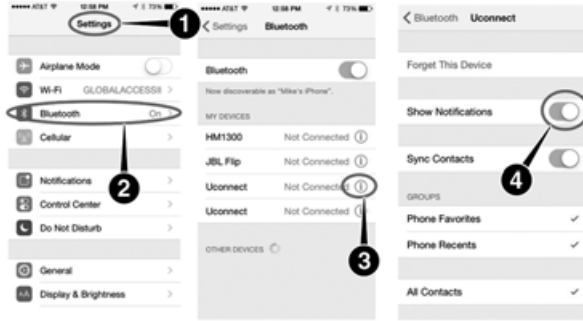 AT&T 12:58 PM 73%
Settings
1
Airplane Mode
Wi-Fi GLOBALACCESSII >
Bluetooth On >
Cellular >
2
Notifications >
Control Center >
Do Not Disturb >
General >
Display & Brightness >
AT&T 12:58 PM 73%
< Settings Bluetooth
Bluetooth
Now discoverable as "Mike's iPhone".
MY DEVICES
HM1300 Not Connected
JBL Flip Not Connected
Uconnect Not Connected
Uconnect Not Connected
OTHER DEVICES
3
< Bluetooth Uconnect
Forget This Device
Show Notifications
Sync Contacts
4
GROUPS
Phone Favorites ✓
Phone Recents ✓
All Contacts ✓